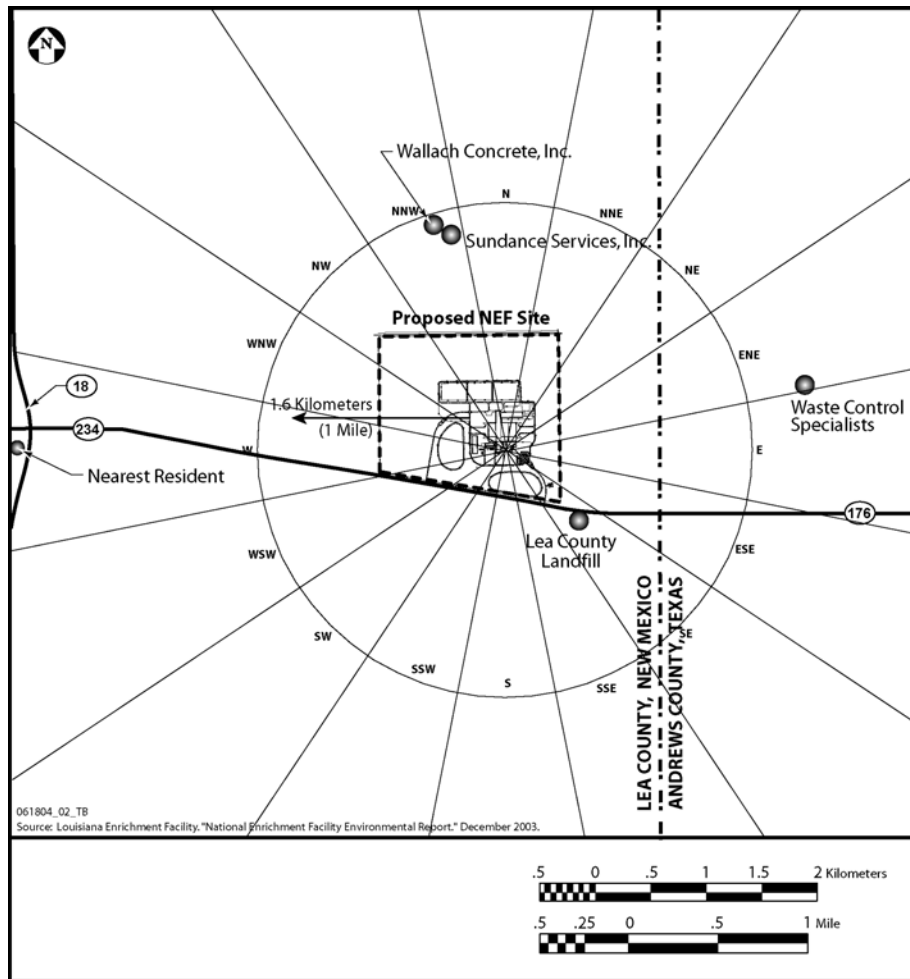 N
Wallach Concrete, Inc.
N
NNW
NNE
Sundance Services, Inc.
NW
NE
Proposed NEF Site
WNW
ENE
18
1.6 Kilometers
(1 Mile)
Waste Control
Specialists
234
W
E
Nearest Resident
176
Lea County
Landfill
WSW
ESE
SW
SE
SSW
S
SSE
LEA COUNTY, NEW MEXICO
ANDREWS COUNTY, TEXAS
061804_02_TB
Source: Louisiana Enrichment Facility. "National Enrichment Facility Environmental Report." December 2003.
.5 0 .5 1 1.5 2 Kilometers
.5 .25 0 .5 1 Mile